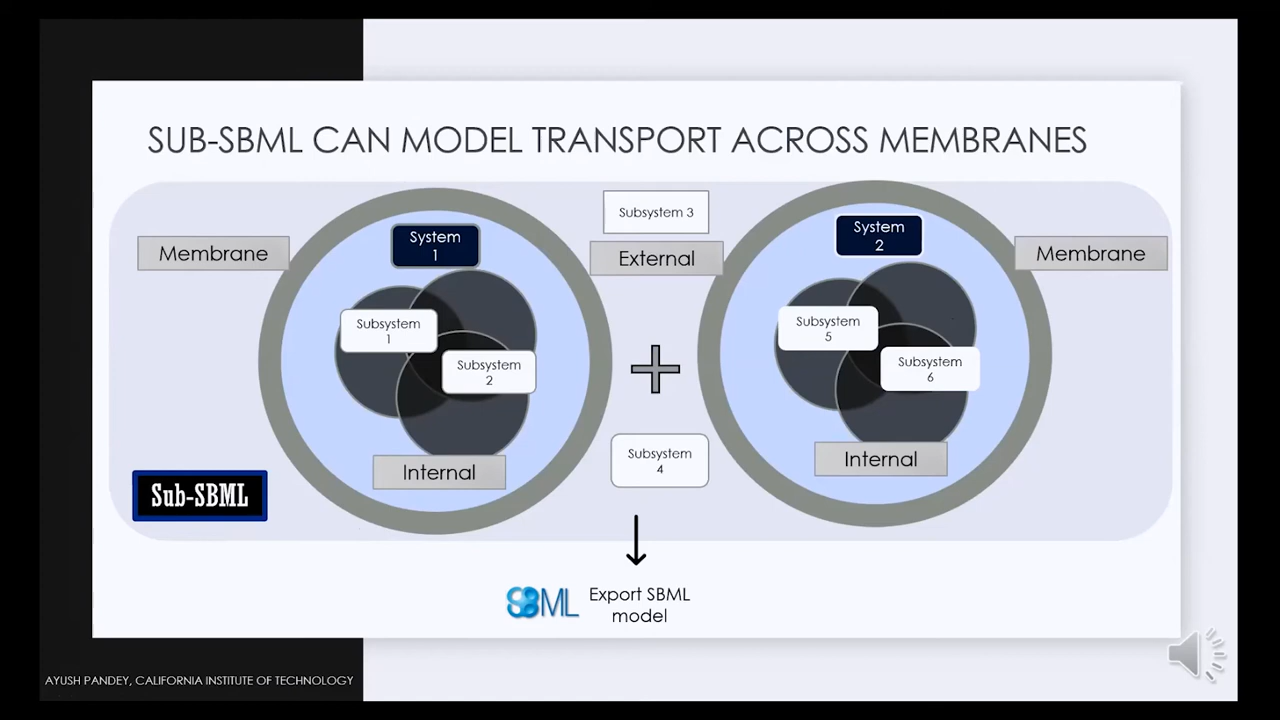 SUB-SBML CAN MODEL TRANSPORT ACROSS MEMBRANES
Membrane
System
1
Subsystem
1
Subsystem
2
Internal
Subsystem 3
External
Subsystem
4
System
2
Subsystem
5
Subsystem
6
Internal
Membrane
Sub-SBML
SBML
Export SBML
model
AYUSH PANDEY, CALIFORNIA INSTITUTE OF TECHNOLOGY